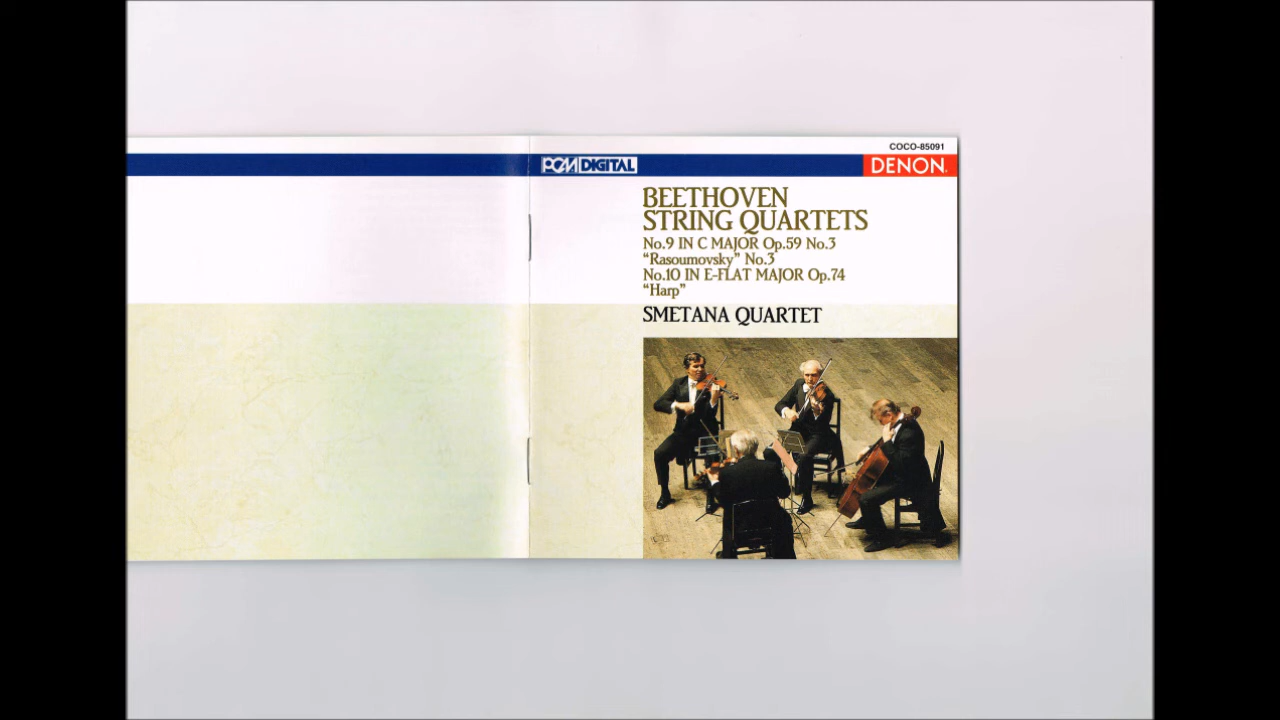 COCO-85091
PCM DIGITAL
DENON
BEETHOVEN
STRING QUARTETS
No.9 IN C MAJOR Op.59 No.3
“Rasoumovsky” No.3
No.10 IN E-FLAT MAJOR Op.74
“Harp”
SMETANA QUARTET